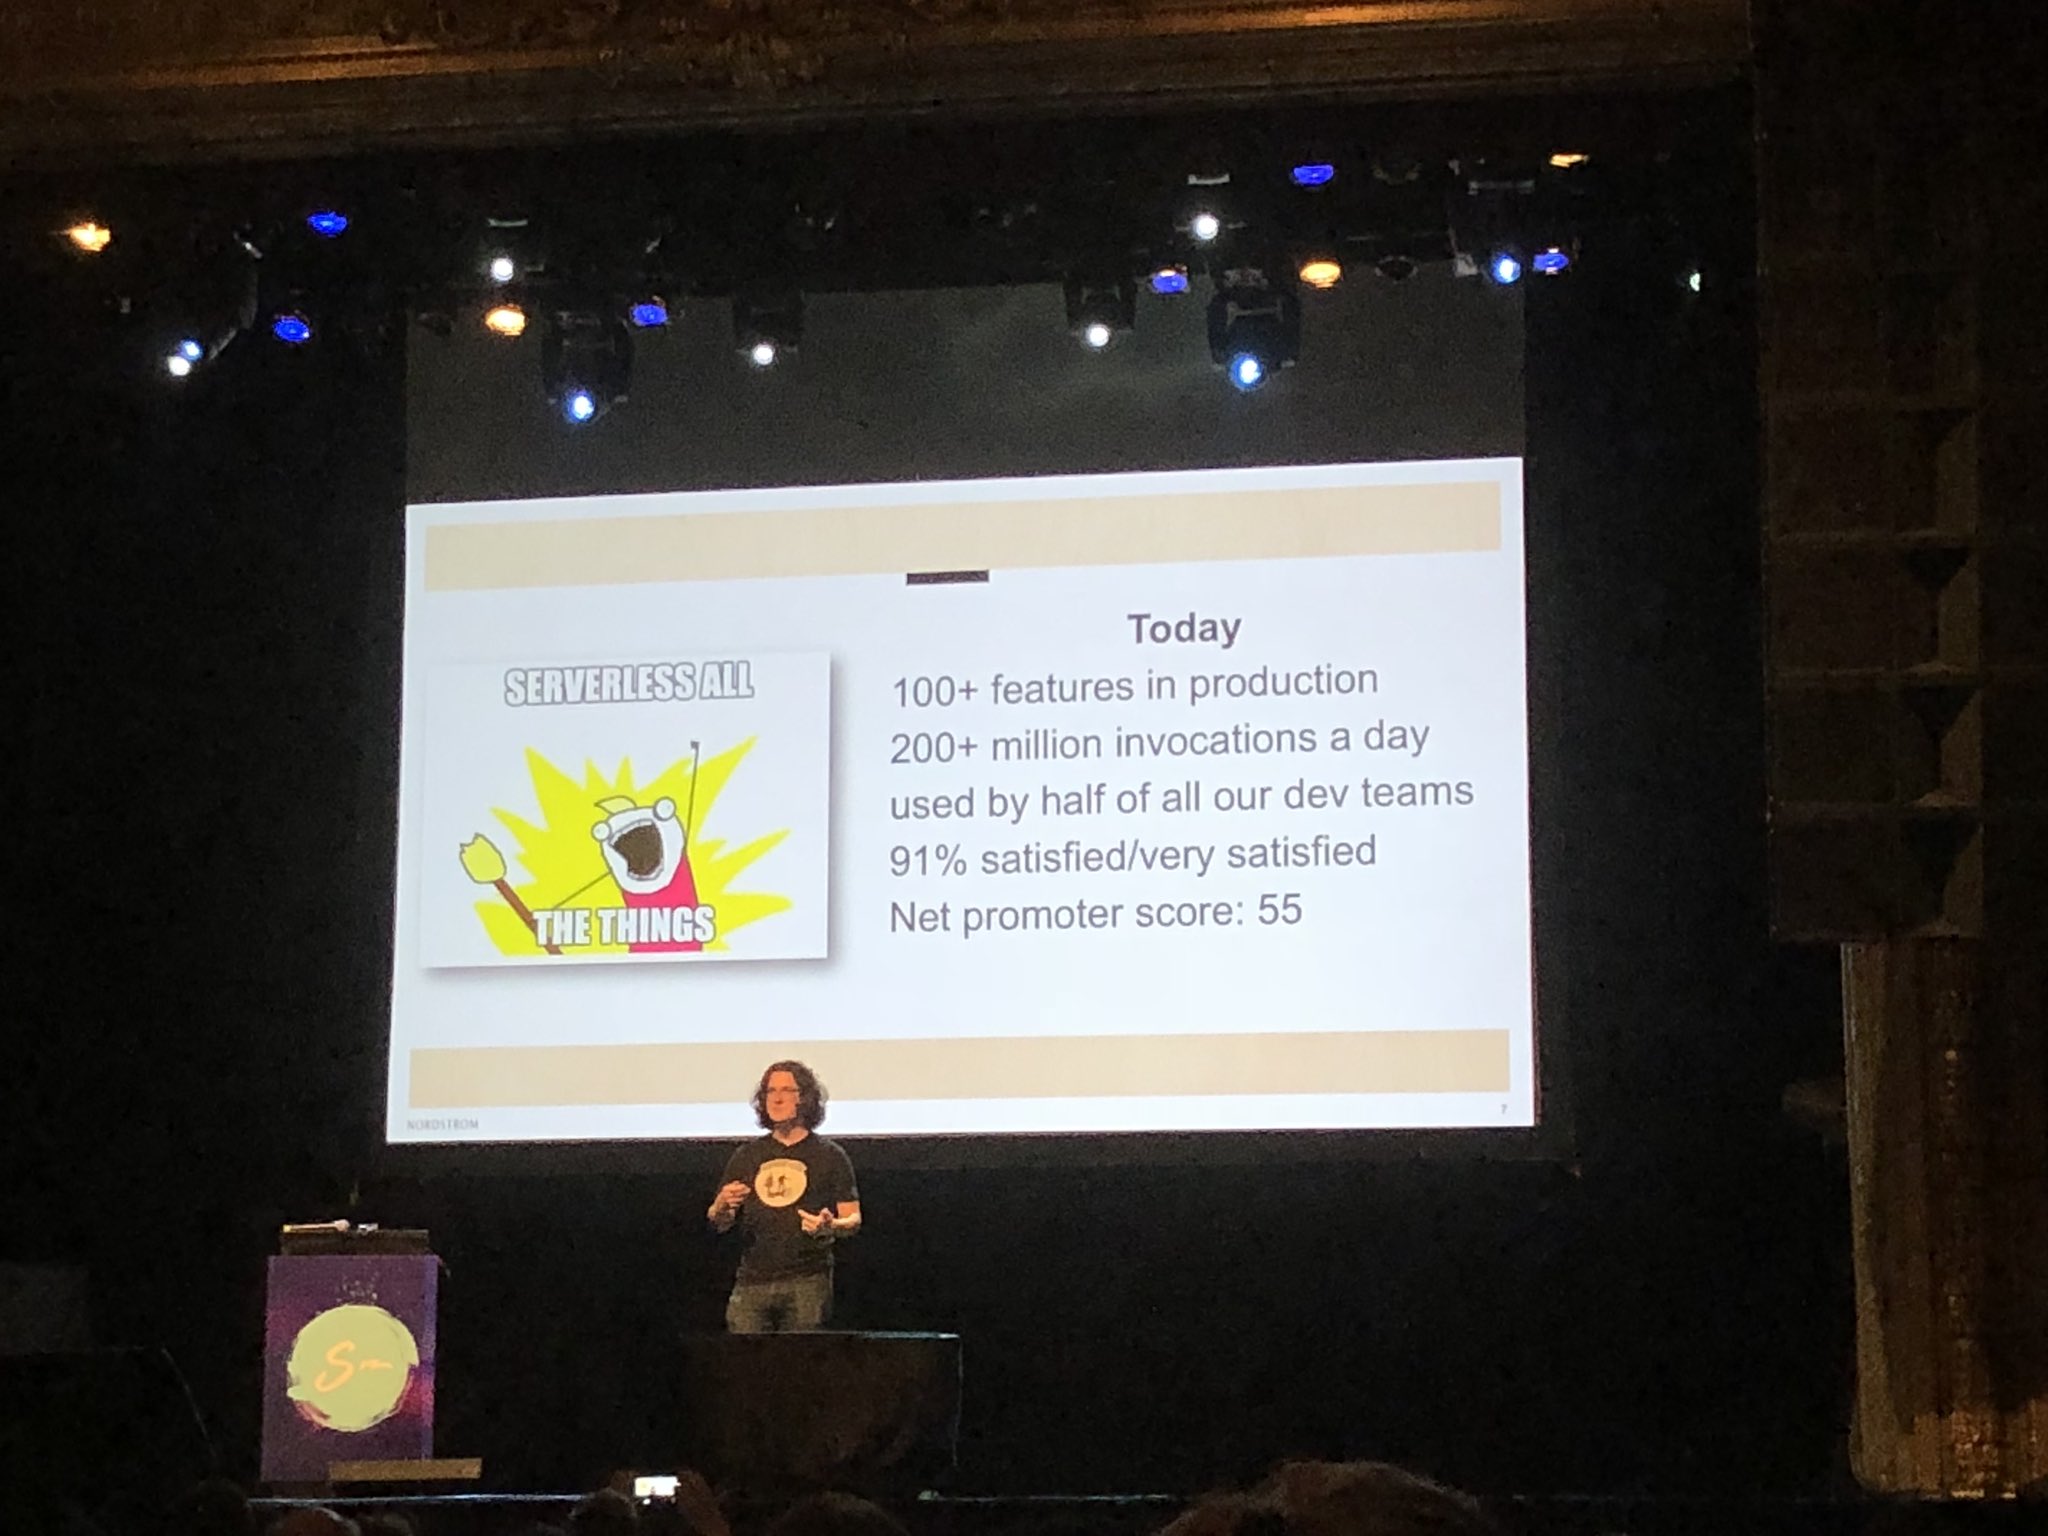 SERVERLESS ALL
THE THINGS
Today
100+ features in production
200+ million invocations a day
used by half of all our dev teams
91% satisfied/very satisfied
Net promoter score: 55
NORDSTROM
7